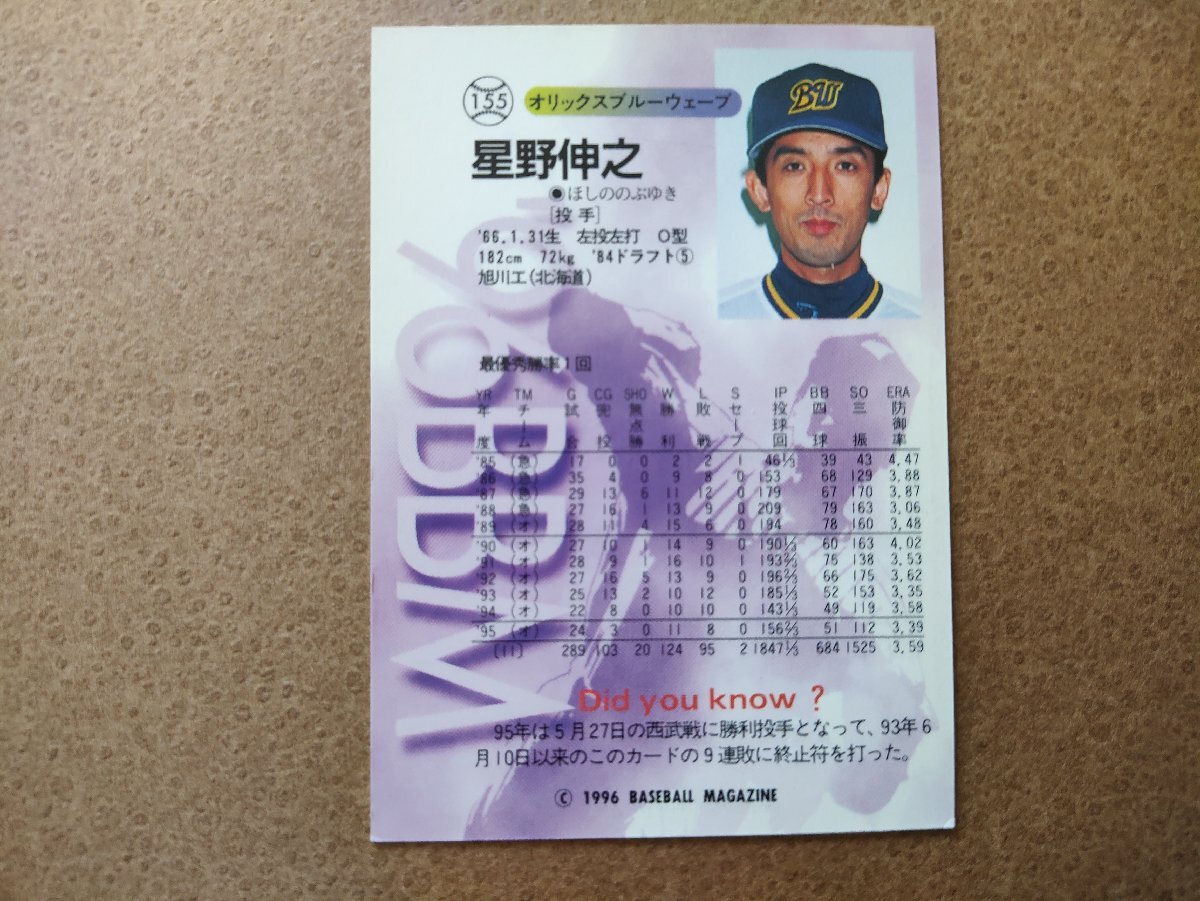 155 オリックスブルーウェーブ
BW
星野伸之
◉ほしののぶゆき
[投手]
'66.1.31生 左投左打 O型
182cm 72kg '84ドラフト⑤
旭川工(北海道)
最優秀勝率1回
YR TM G CG SHO W L S IP BB SO ERA
年度 チーム 試合 完投 無点勝 勝利 敗戦 セーブ 投球回 四球 三振 防御率
'85 (急) 17 0 0 2 2 1 46⅓ 39 43 4.47
'86 (急) 35 4 0 9 8 0 153 68 129 3.88
'87 (急) 29 13 6 11 12 0 179 67 170 3.87
'88 (急) 27 16 1 13 9 0 209 79 163 3.06
'89 (オ) 28 11 4 15 6 0 194 78 160 3.48
'90 (オ) 27 10 14 9 0 190⅓ 60 163 4.02
'91 (オ) 28 9 16 10 1 193⅔ 75 138 3.53
'92 (オ) 27 16 5 13 9 0 196⅔ 66 175 3.62
'93 (オ) 25 13 2 10 12 0 185⅓ 52 153 3.35
'94 (オ) 22 8 0 10 10 0 143⅓ 49 119 3.58
'95 (オ) 24 3 0 11 8 0 156⅔ 51 112 3.39
[11] 289 103 20 124 95 2 1847⅓ 684 1525 3.59
'96 BBM
Did you know ?
95年は5月27日の西武戦に勝利投手となって、93年6
月10日以来のこのカードの9連敗に終止符を打った。
© 1996 BASEBALL MAGAZINE